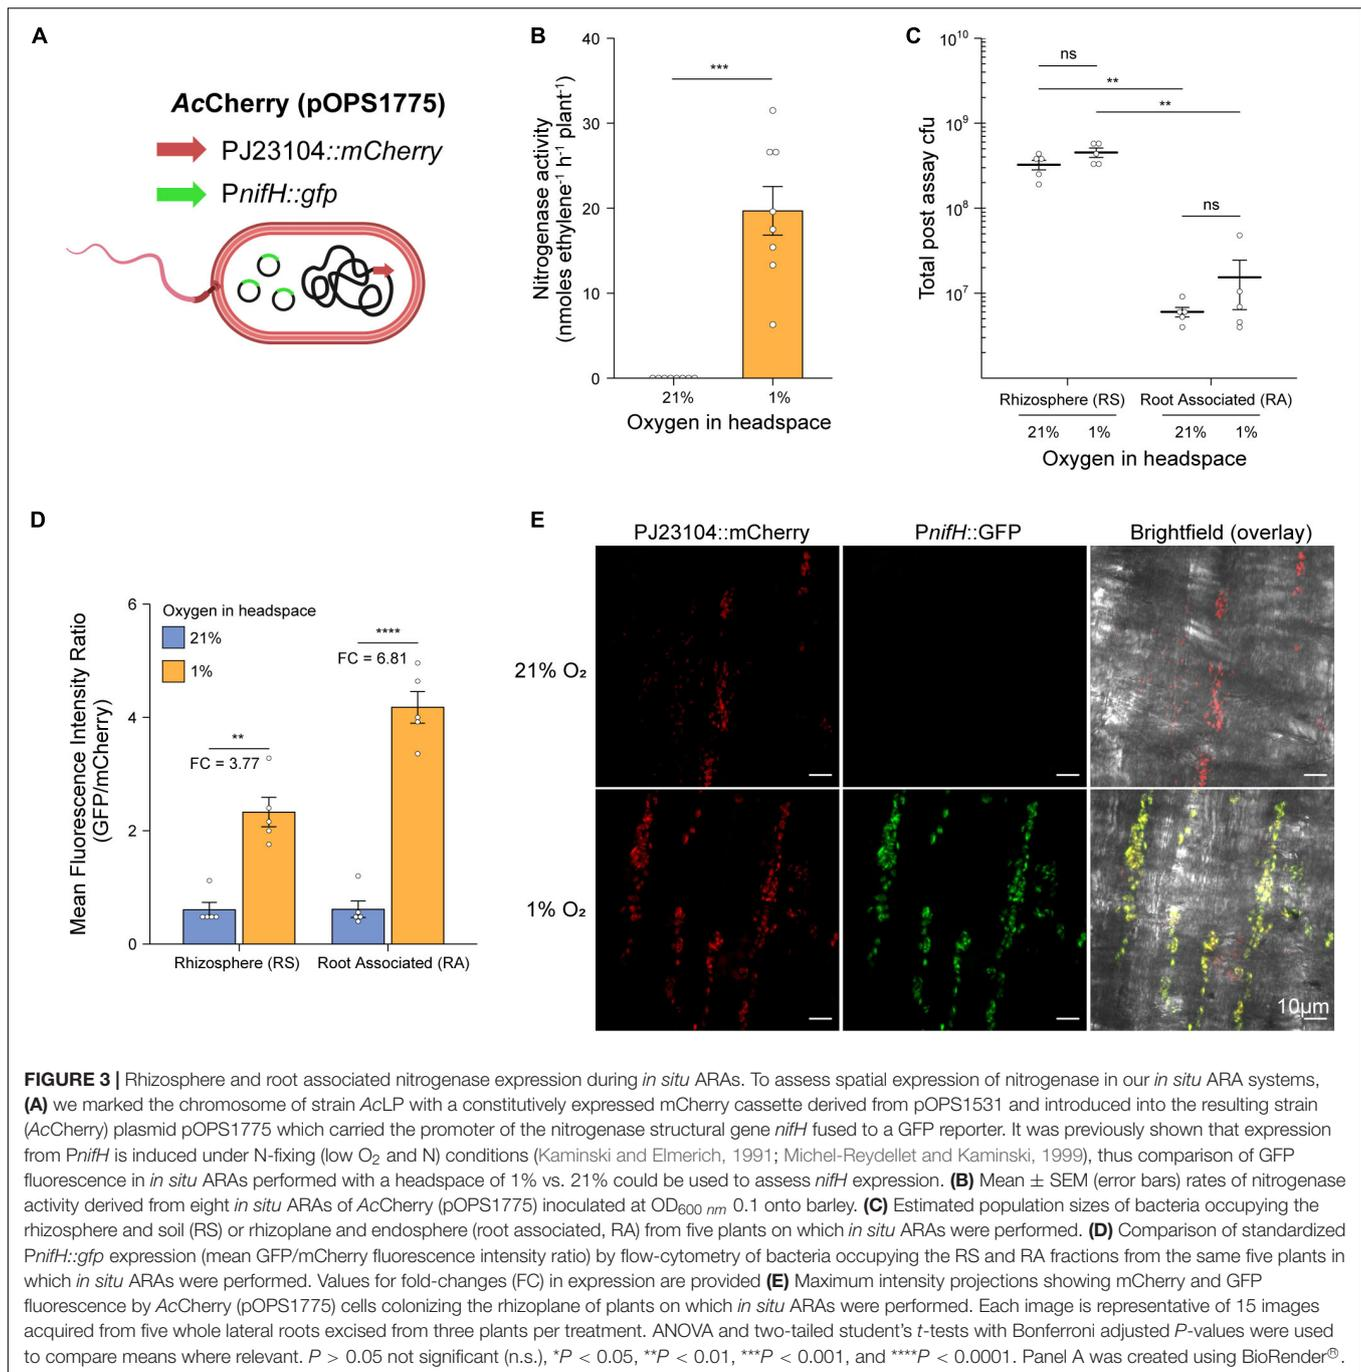 A
AcCherry (pOPS1775)
PJ23104::mCherry
PnifH::gfp
B
Nitrogenase activity
(nmoles ethylene⁻¹ h⁻¹ plant⁻¹)
40
30
20
10
0
***
21%
1%
Oxygen in headspace
C
Total post assay cfu
10¹⁰
10⁹
10⁸
10⁷
ns
**
**
ns
Rhizosphere (RS) Root Associated (RA)
21% 1% 21% 1%
Oxygen in headspace
D
Mean Fluorescence Intensity Ratio
(GFP/mCherry)
6
4
2
0
Oxygen in headspace
21%
1%
**
FC = 3.77
****
FC = 6.81
Rhizosphere (RS) Root Associated (RA)
E
PJ23104::mCherry PnifH::GFP Brightfield (overlay)
21% O₂
1% O₂
10µm
FIGURE 3 | Rhizosphere and root associated nitrogenase expression during in situ ARAs. To assess spatial expression of nitrogenase in our in situ ARA systems,
(A) we marked the chromosome of strain AcLP with a constitutively expressed mCherry cassette derived from pOPS1531 and introduced into the resulting strain
(AcCherry) plasmid pOPS1775 which carried the promoter of the nitrogenase structural gene nifH fused to a GFP reporter. It was previously shown that expression
from PnifH is induced under N-fixing (low O₂ and N) conditions (Kaminski and Elmerich, 1991; Michel-Reydellet and Kaminski, 1999), thus comparison of GFP
fluorescence in in situ ARAs performed with a headspace of 1% vs. 21% could be used to assess nifH expression. (B) Mean ± SEM (error bars) rates of nitrogenase
activity derived from eight in situ ARAs of AcCherry (pOPS1775) inoculated at OD₆₀₀ nm 0.1 onto barley. (C) Estimated population sizes of bacteria occupying the
rhizosphere and soil (RS) or rhizoplane and endosphere (root associated, RA) from five plants on which in situ ARAs were performed. (D) Comparison of standardized
PnifH::gfp expression (mean GFP/mCherry fluorescence intensity ratio) by flow-cytometry of bacteria occupying the RS and RA fractions from the same five plants in
which in situ ARAs were performed. Values for fold-changes (FC) in expression are provided (E) Maximum intensity projections showing mCherry and GFP
fluorescence by AcCherry (pOPS1775) cells colonizing the rhizoplane of plants on which in situ ARAs were performed. Each image is representative of 15 images
acquired from five whole lateral roots excised from three plants per treatment. ANOVA and two-tailed student's t-tests with Bonferroni adjusted P-values were used
to compare means where relevant. P > 0.05 not significant (n.s.), *P < 0.05, **P < 0.01, ***P < 0.001, and ****P < 0.0001. Panel A was created using BioRender®.